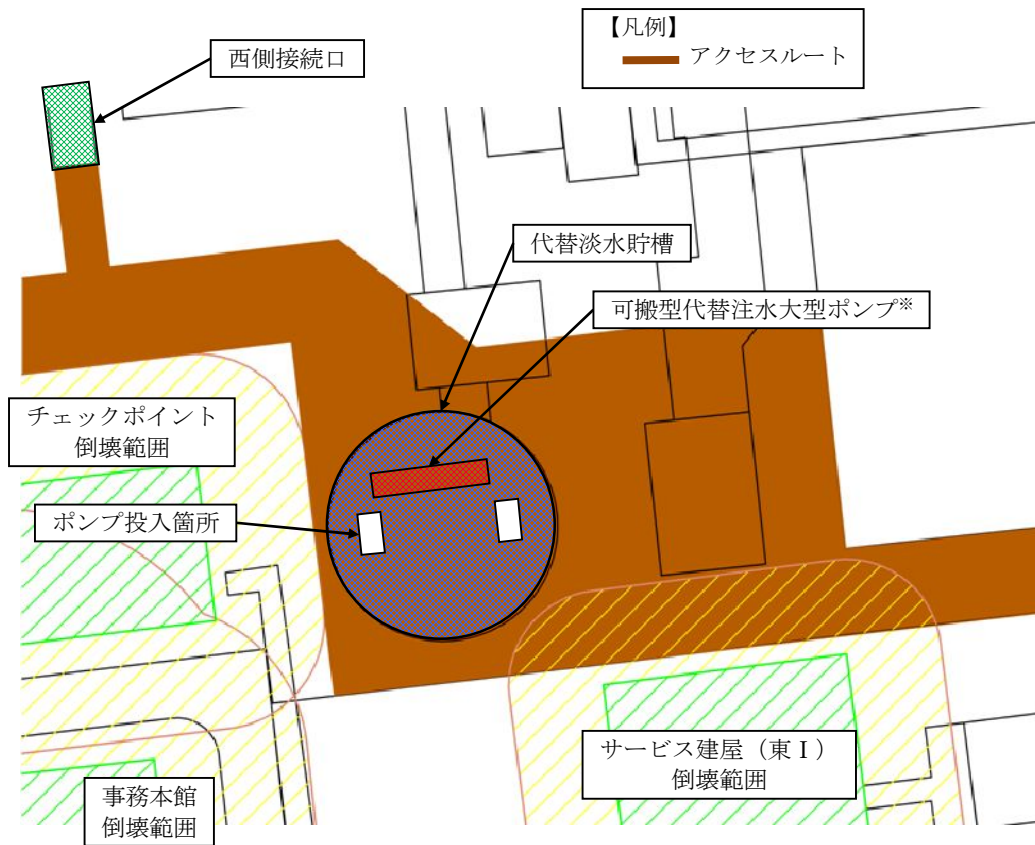 【凡例】
アクセスルート
西側接続口
代替淡水貯槽
可搬型代替注水大型ポンプ※
チェックポイント
倒壊範囲
ポンプ投入箇所
サービス建屋（東Ⅰ）
倒壊範囲
事務本館
倒壊範囲